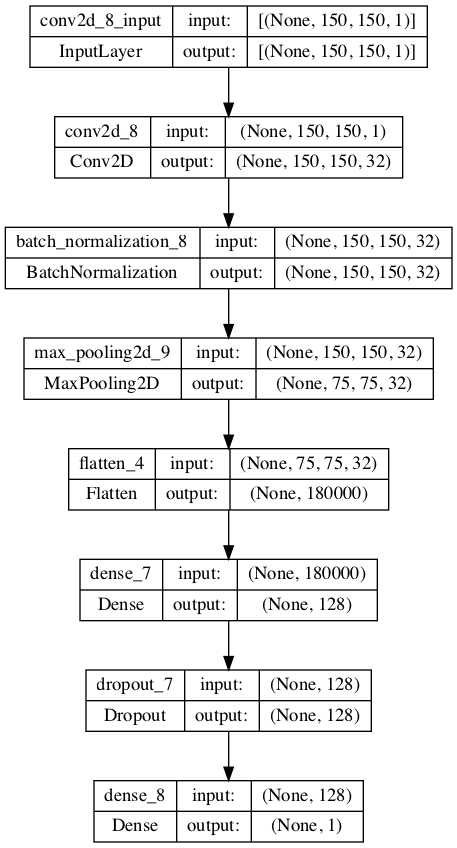 conv2d_8_input input: [(None, 150, 150, 1)]
InputLayer output: [(None, 150, 150, 1)]
conv2d_8 input: (None, 150, 150, 1)
Conv2D output: (None, 150, 150, 32)
batch_normalization_8 input: (None, 150, 150, 32)
BatchNormalization output: (None, 150, 150, 32)
max_pooling2d_9 input: (None, 150, 150, 32)
MaxPooling2D output: (None, 75, 75, 32)
flatten_4 input: (None, 75, 75, 32)
Flatten output: (None, 180000)
dense_7 input: (None, 180000)
Dense output: (None, 128)
dropout_7 input: (None, 128)
Dropout output: (None, 128)
dense_8 input: (None, 128)
Dense output: (None, 1)